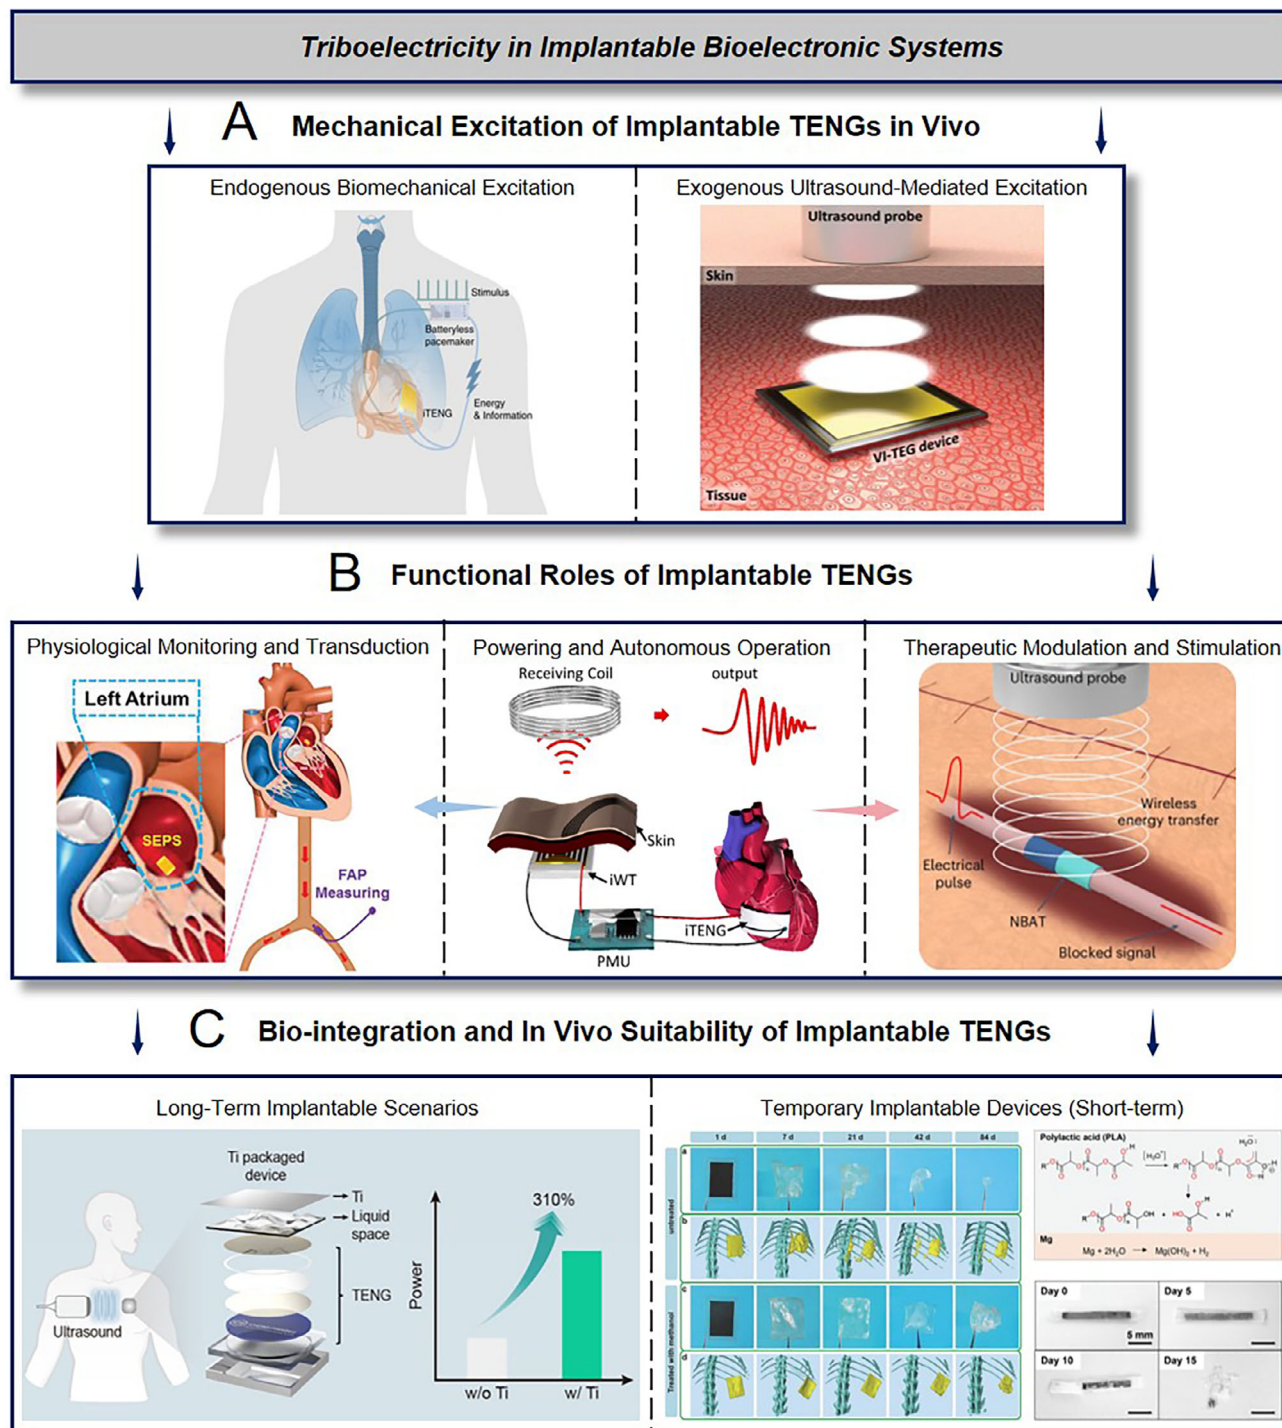 Triboelectricity in Implantable Bioelectronic Systems
A Mechanical Excitation of Implantable TENGs in Vivo
Endogenous Biomechanical Excitation
Stimulus
Batteryless
pacemaker
iTENG
Energy
& Information
Exogenous Ultrasound-Mediated Excitation
Ultrasound probe
Skin
VI-TEG device
Tissue
B Functional Roles of Implantable TENGs
Physiological Monitoring and Transduction
Left Atrium
SEPS
FAP
Measuring
Powering and Autonomous Operation
Receiving Coil
output
Skin
iWT
iTENG
PMU
Therapeutic Modulation and Stimulation
Ultrasound probe
Wireless
energy transfer
Electrical
pulse
NBAT
Blocked signal
C Bio-integration and In Vivo Suitability of Implantable TENGs
Long-Term Implantable Scenarios
Ti packaged
device
Ti
Liquid
space
TENG
Ultrasound
Power
310%
w/o Ti
w/ Ti
Temporary Implantable Devices (Short-term)
1 d 7 d 21 d 42 d 84 d
untreated
a
b
Treated with methanol
c
d
Polylactic acid (PLA)
[H₃O⁺]
Mg
Mg + 2H₂O → Mg(OH)₂ + H₂
Day 0
5 mm
Day 5
Day 10
Day 15